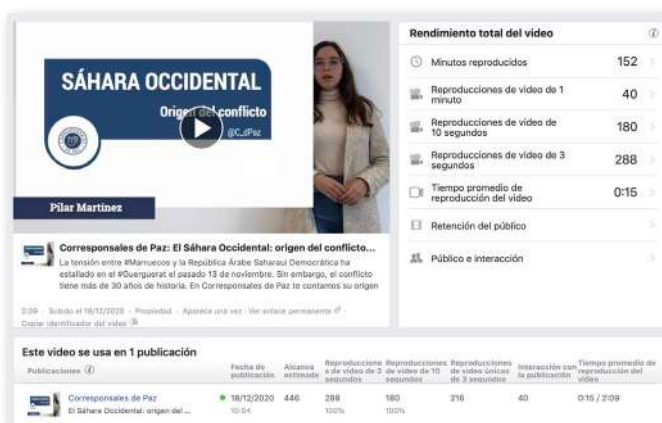 SÁHARA OCCIDENTAL
Origen del conflicto
@C_dPaz
Pilar Martínez
Corresponsales de Paz: El Sáhara Occidental: origen del conflicto...
La tensión entre #Marruecos y la República Árabe Saharaui Democrática ha
estallado en el #Guerguerat el pasado 13 de noviembre. Sin embargo, el conflicto
tiene más de 30 años de historia. En Corresponsales de Paz te contamos su origen
2:09 · Subido el 18/12/2020 · Propiedad · Aparece una vez · Ver enlace permanente
Copiar identificador del video
Rendimiento total del video
Minutos reproducidos 152
Reproducciones de video de 1
minuto 40
Reproducciones de video de
10 segundos 180
Reproducciones de video de 3
segundos 288
Tiempo promedio de
reproducción del video 0:15
Retención del público
Público e interacción
Este video se usa en 1 publicación
Publicaciones
Fecha de
publicación
Alcance
estimado
Reproduccione
s de video de 3
segundos
Reproducciones
de video de 10
segundos
Reproducciones
de video únicas
de 3 segundos
Interacción con
la publicación
Tiempo promedio de
reproducción del
video
Corresponsales de Paz 18/12/2020 446 288 180 216 40 0:15 / 2:09
El Sáhara Occidental: origen del ... 10:54 100% 100%